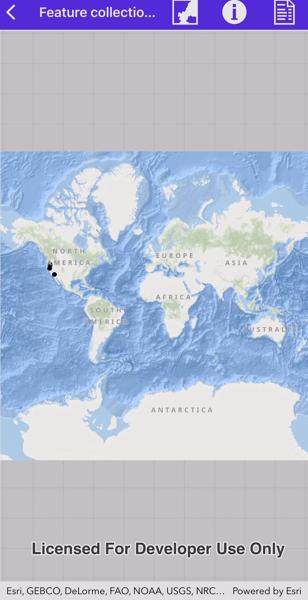 Feature collectio...
NORTH
AMERICA
EUROPE
ASIA
AFRICA
SOUTH
AMERICA
AUSTRALI
ANTARCTICA
Licensed For Developer Use Only
Esri, GEBCO, DeLorme, FAO, NOAA, USGS, NRC... Powered by Esri